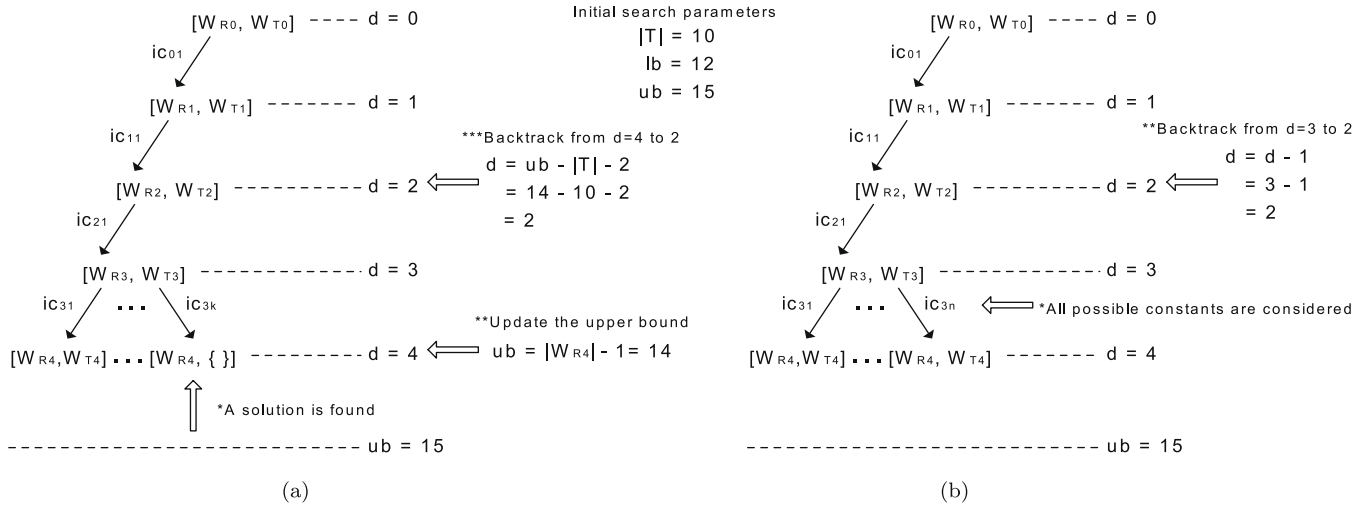 [W R0, W T0] ------ d = 0
ic01
[W R1, W T1] -------- d = 1
ic11
***Backtrack from d=4 to 2
d = ub - |T| - 2
= 14 - 10 - 2
= 2
[W R2, W T2] ----------- d = 2
ic21
[W R3, W T3] -------------- d = 3
ic31 ... ic3k
**Update the upper bound
ub = |W R4| - 1= 14
[W R4,W T4] ... [W R4, { }] ---------- d = 4
*A solution is found
ub = 15
(a)
Initial search parameters
|T| = 10
lb = 12
ub = 15
[W R0, W T0] ------ d = 0
ic01
[W R1, W T1] -------- d = 1
ic11
**Backtrack from d=3 to 2
d = d - 1
= 3 - 1
= 2
[W R2, W T2] ----------- d = 2
ic21
[W R3, W T3] -------------- d = 3
ic31 ... ic3n
*All possible constants are considered
[W R4,W T4] ... [W R4, W T4] --------- d = 4
ub = 15
(b)